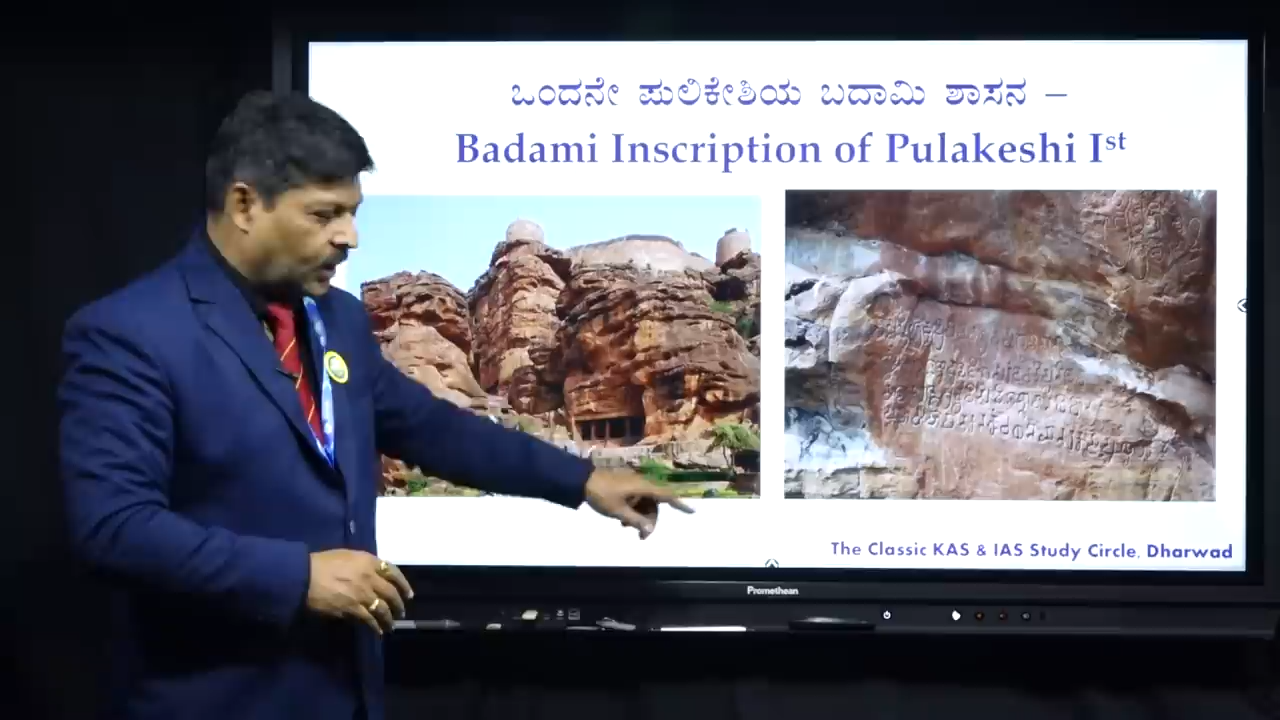 ಒಂದನೇ ಪುಲಿಕೇಶಿಯ ಬದಾಮಿ ಶಾಸನ –
Badami Inscription of Pulakeshi Iˢᵗ
The Classic KAS & IAS Study Circle, Dharwad
Promethean